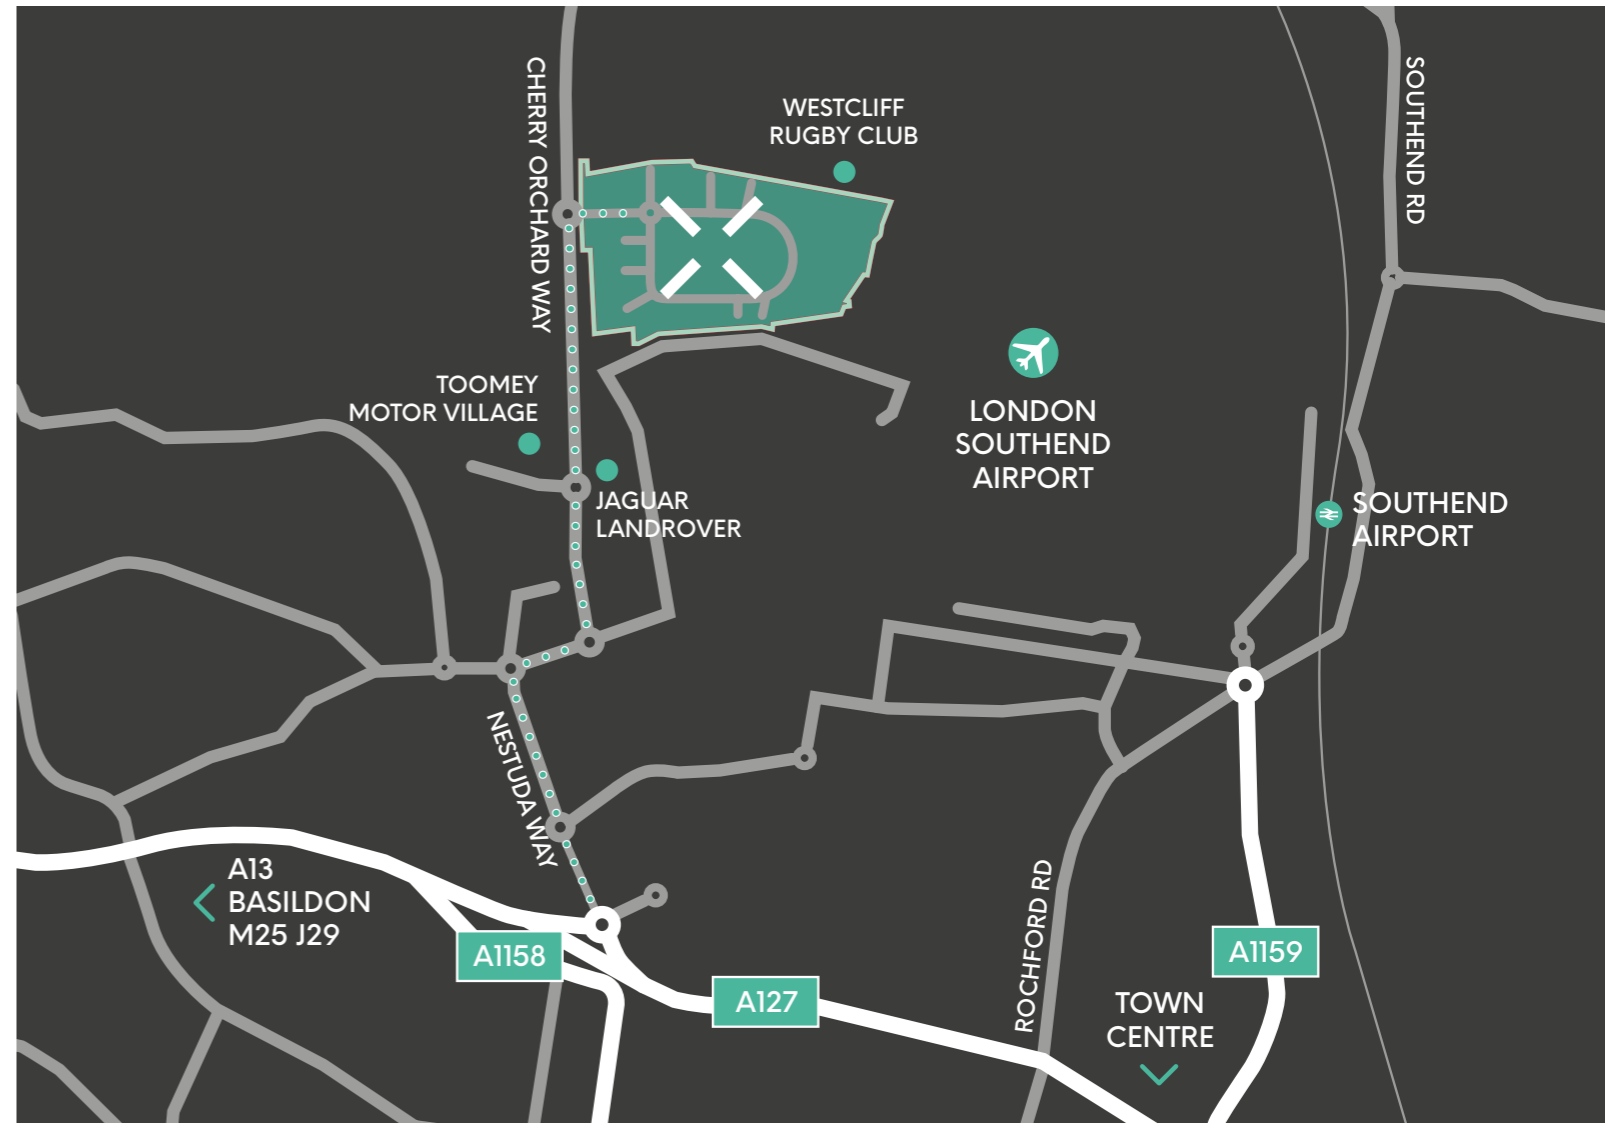 CHERRY ORCHARD WAY
WESTCLIFF
RUGBY CLUB
SOUTHEND RD
TOOMEY
MOTOR VILLAGE
LONDON
SOUTHEND
AIRPORT
JAGUAR
LANDROVER
SOUTHEND
AIRPORT
NESTUDA WAY
A13
BASILDON
M25 J29
A1158
A127
ROCHFORD RD
A1159
TOWN
CENTRE